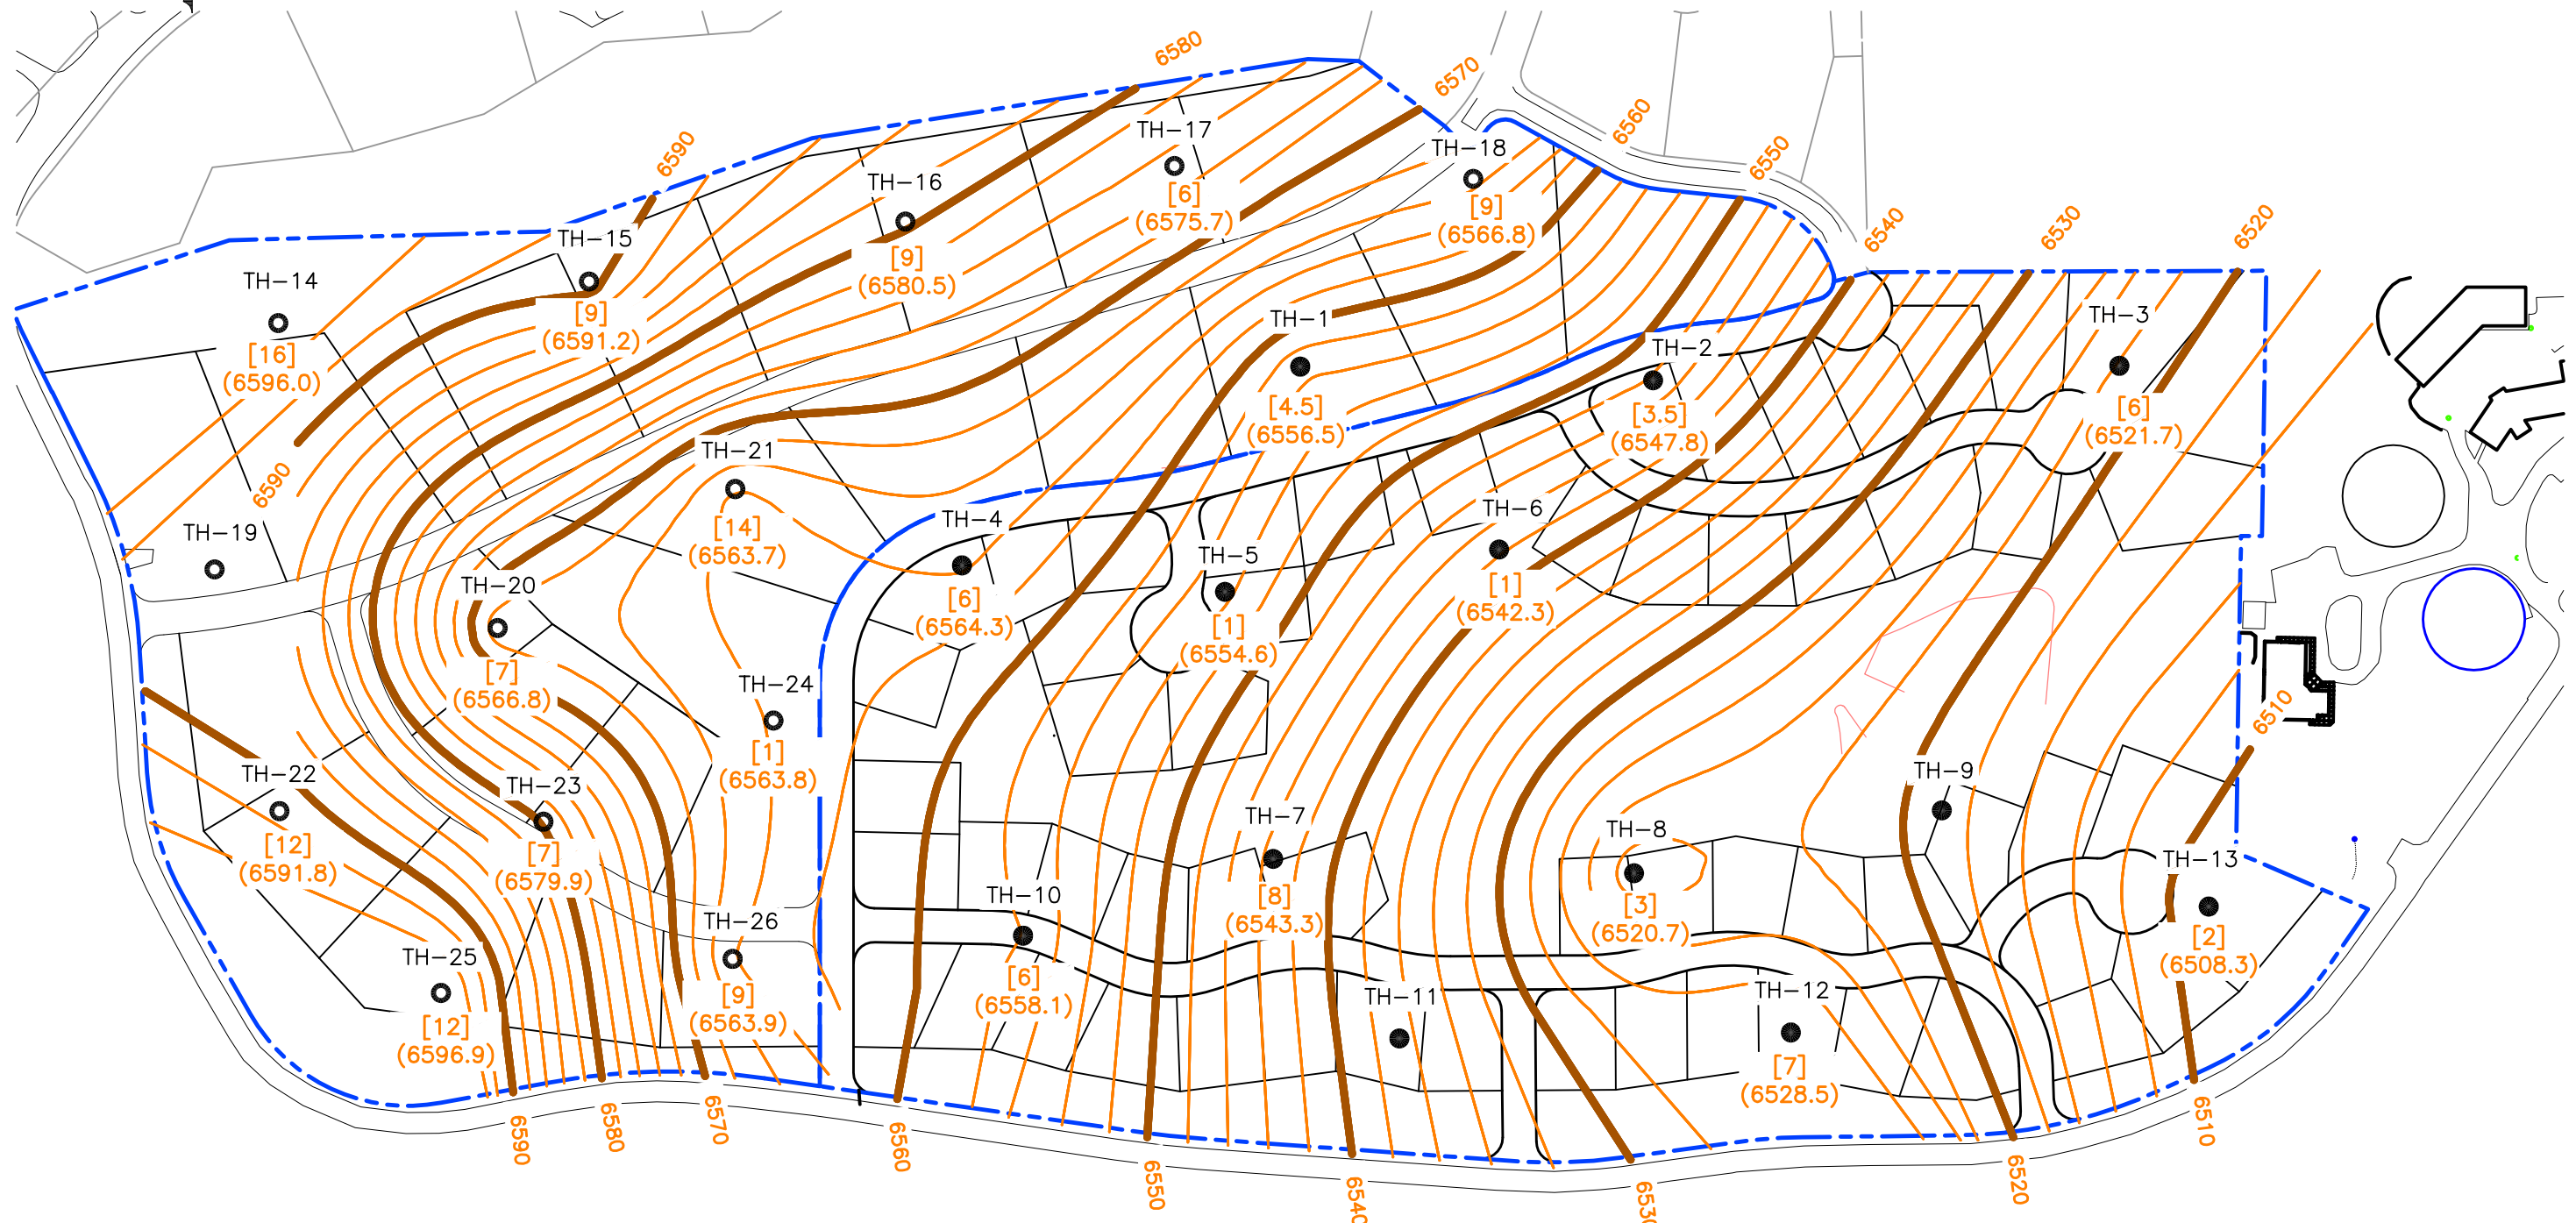 6580
6570
6560
6550
6590
6540
6530
6520
TH-17
[6]
(6575.7)
TH-18
[9]
(6566.8)
TH-16
[9]
(6580.5)
TH-15
[9]
(6591.2)
TH-14
[16]
(6596.0)
TH-1
[4.5]
(6556.5)
TH-2
[3.5]
(6547.8)
TH-3
[6]
(6521.7)
6590
TH-21
[14]
(6563.7)
TH-19
TH-4
[6]
(6564.3)
TH-5
[1]
(6554.6)
TH-6
[1]
(6542.3)
TH-20
[7]
(6566.8)
TH-24
[1]
(6563.8)
6510
TH-22
[12]
(6591.8)
TH-23
[7]
(6579.9)
TH-7
[8]
(6543.3)
TH-8
[3]
(6520.7)
TH-9
TH-13
[2]
(6508.3)
TH-10
[6]
(6558.1)
TH-26
[9]
(6563.9)
TH-25
[12]
(6596.9)
TH-11
TH-12
[7]
(6528.5)
6590
6580
6570
6560
6550
6540
6530
6520
6510